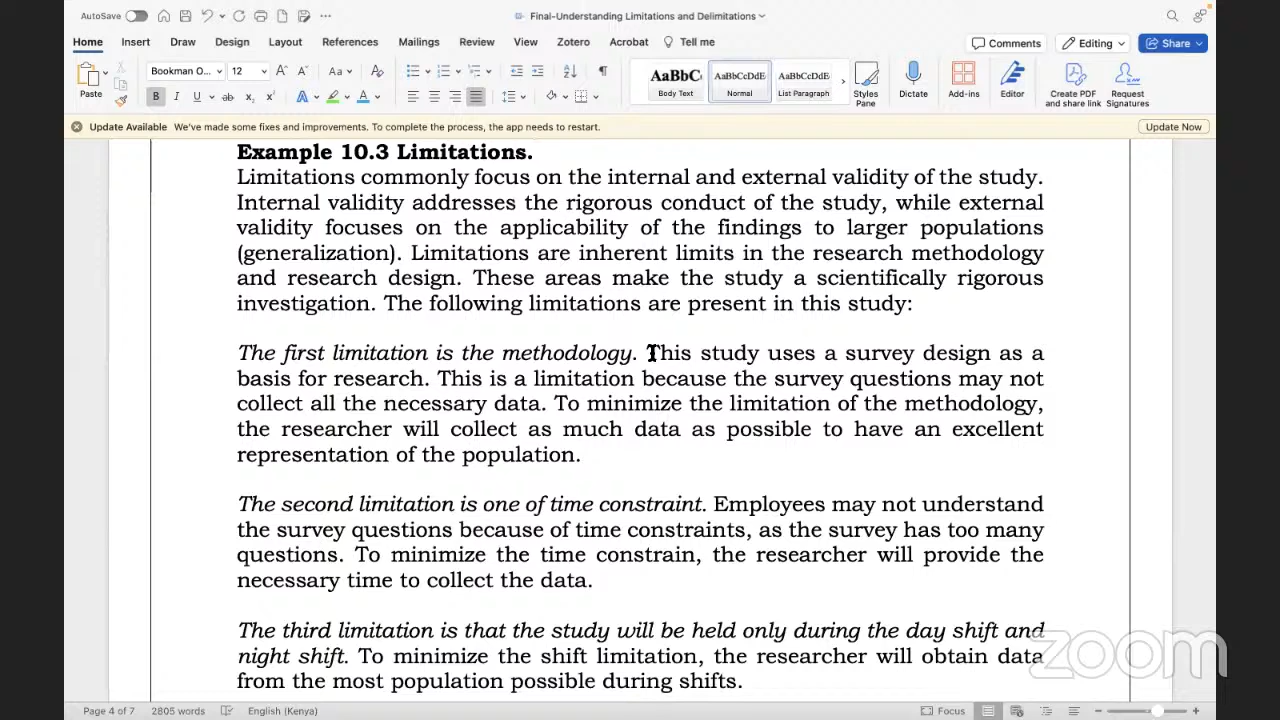 AutoSave
Final-Understanding Limitations and Delimitations
Home Insert Draw Design Layout References Mailings Review View Zotero Acrobat Tell me Comments Editing Share
Bookman O... 12 Aa
Paste
B I U ab x₂ x² A A
AaBbC AaBbCcDdE AaBbCcDdE
Body Text Normal List Paragraph
Styles Pane
Dictate
Add-ins
Editor
Create PDF and share link
Request Signatures
Update Available We've made some fixes and improvements. To complete the process, the app needs to restart. Update Now
Example 10.3 Limitations.
Limitations commonly focus on the internal and external validity of the study.
Internal validity addresses the rigorous conduct of the study, while external
validity focuses on the applicability of the findings to larger populations
(generalization). Limitations are inherent limits in the research methodology
and research design. These areas make the study a scientifically rigorous
investigation. The following limitations are present in this study:
The first limitation is the methodology. This study uses a survey design as a
basis for research. This is a limitation because the survey questions may not
collect all the necessary data. To minimize the limitation of the methodology,
the researcher will collect as much data as possible to have an excellent
representation of the population.
The second limitation is one of time constraint. Employees may not understand
the survey questions because of time constraints, as the survey has too many
questions. To minimize the time constrain, the researcher will provide the
necessary time to collect the data.
The third limitation is that the study will be held only during the day shift and
night shift. To minimize the shift limitation, the researcher will obtain data
from the most population possible during shifts.
zoom
Page 4 of 7 2805 words English (Kenya) Focus